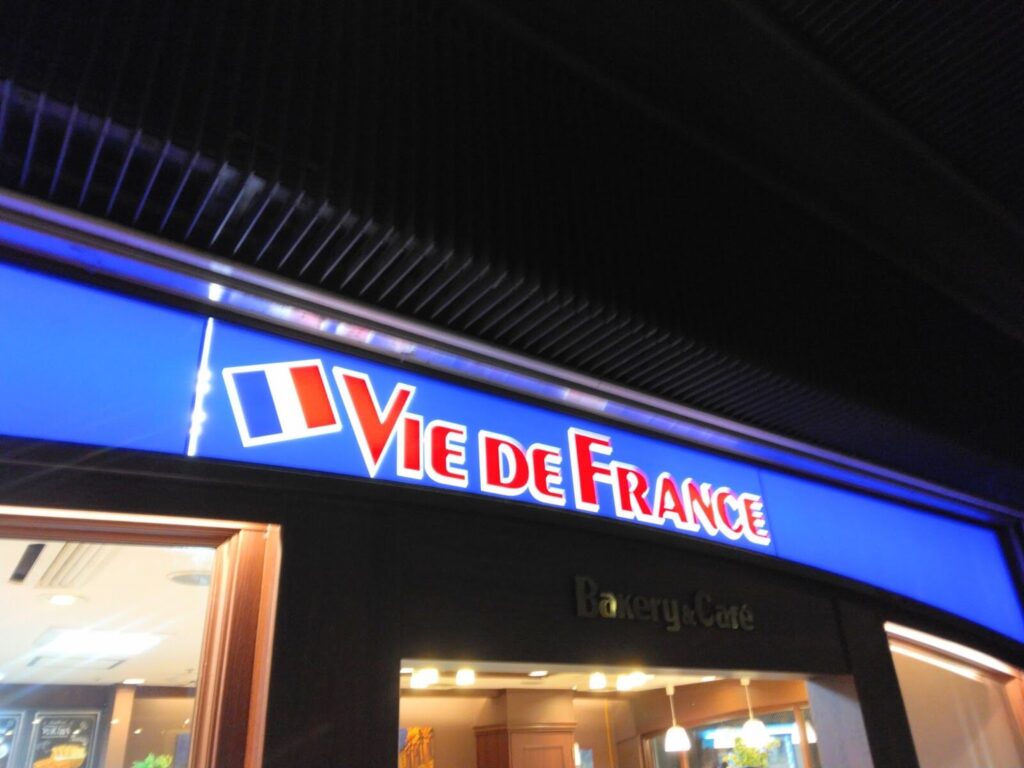 VIE DE FRANCE
Bakery & Café